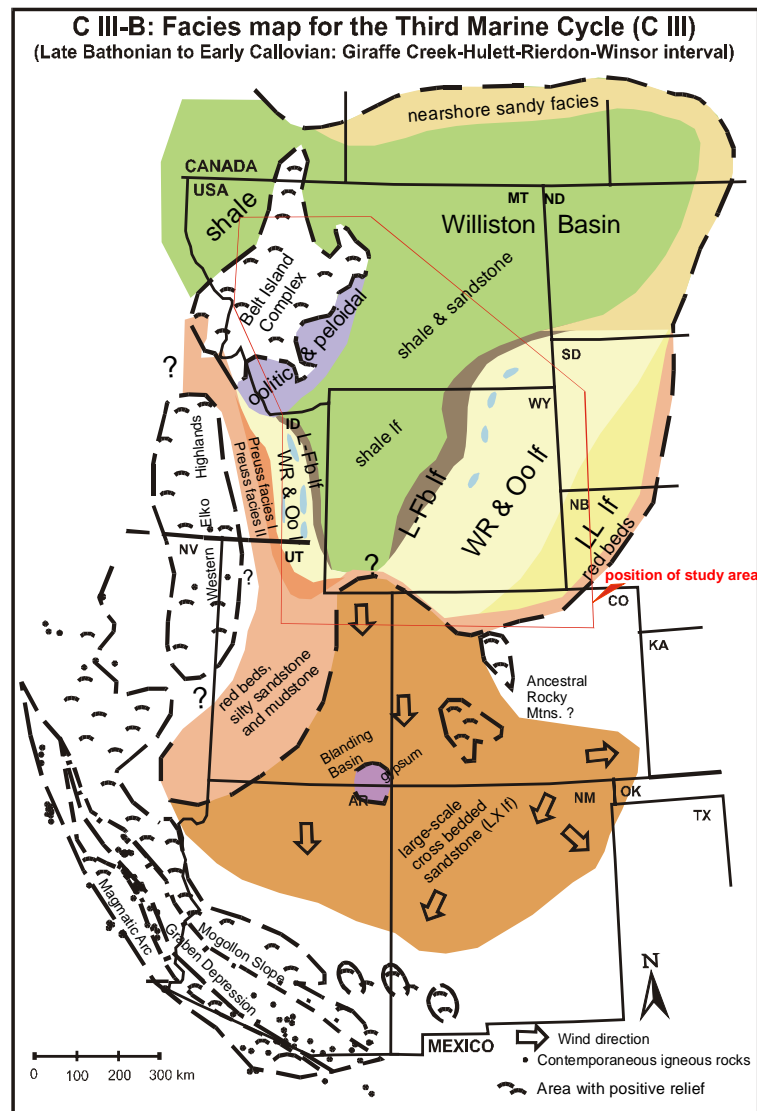 C III-B: Facies map for the Third Marine Cycle (C III)
(Late Bathonian to Early Callovian: Giraffe Creek-Hulett-Rierdon-Winsor interval)
nearshore sandy facies
CANADA
USA
MT
ND
shale
Williston
Basin
Belt Island
Complex
oolitic & peloidal
shale & sandstone
?
SD
WY
ID
Highlands
Preuss facies I
Preuss facies II
WR & Oo lf
L-Fb lf
shale lf
L-Fb lf
WR & Oo lf
NB
LL lf
red beds
Elko
NV
UT
?
position of study area
Western
?
CO
KA
?
red beds,
silty sandstone
and mudstone
Ancestral
Rocky
Mtns. ?
Blanding
Basin
gypsum
AR
NM
OK
TX
large-scale
cross bedded
sandstone (LX lf)
Magmatic Arc
Graben Depression
Mogollon Slope
N
MEXICO
Wind direction
Contemporaneous igneous rocks
Area with positive relief
0 100 200 300 km